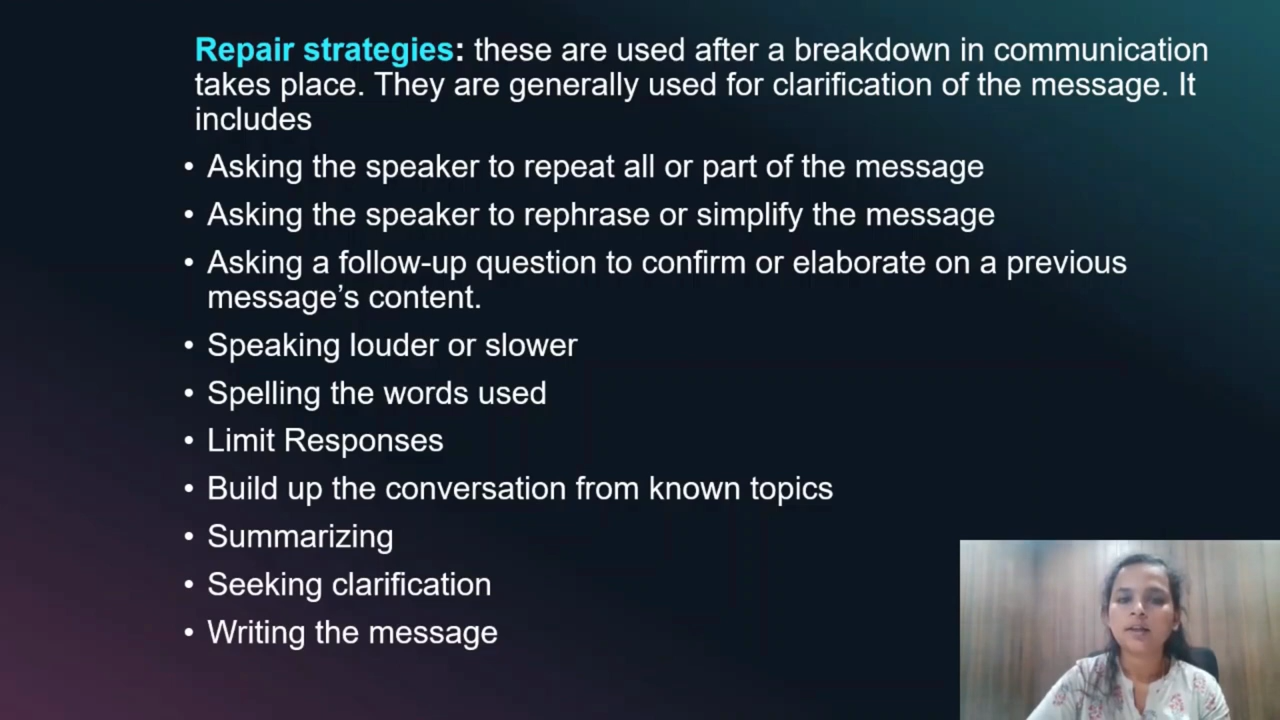 Repair strategies: these are used after a breakdown in communication
takes place. They are generally used for clarification of the message. It
includes
• Asking the speaker to repeat all or part of the message
• Asking the speaker to rephrase or simplify the message
• Asking a follow-up question to confirm or elaborate on a previous
message’s content.
• Speaking louder or slower
• Spelling the words used
• Limit Responses
• Build up the conversation from known topics
• Summarizing
• Seeking clarification
• Writing the message